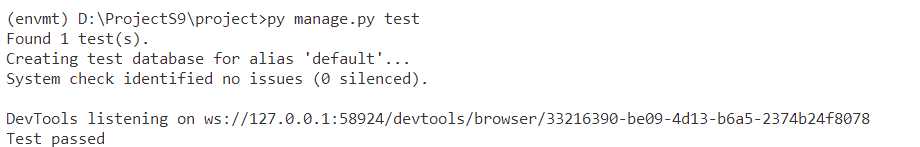 (envmt) D:\ProjectS9\project>py manage.py test
Found 1 test(s).
Creating test database for alias 'default'...
System check identified no issues (0 silenced).
DevTools listening on ws://127.0.0.1:58924/devtools/browser/33216390-be09-4d13-b6a5-2374b24f8078
Test passed